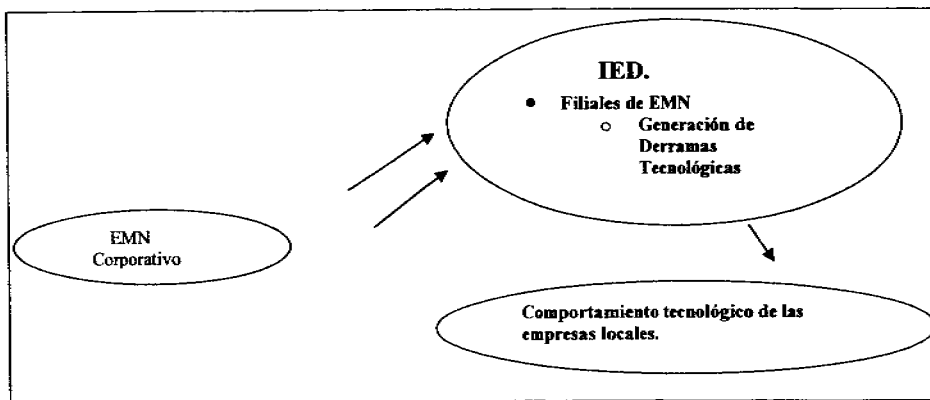 IED.
• Filiales de EMN
o Generación de
Derramas
Tecnológicas
EMN
Corporativo
Comportamiento tecnológico de las
empresas locales.